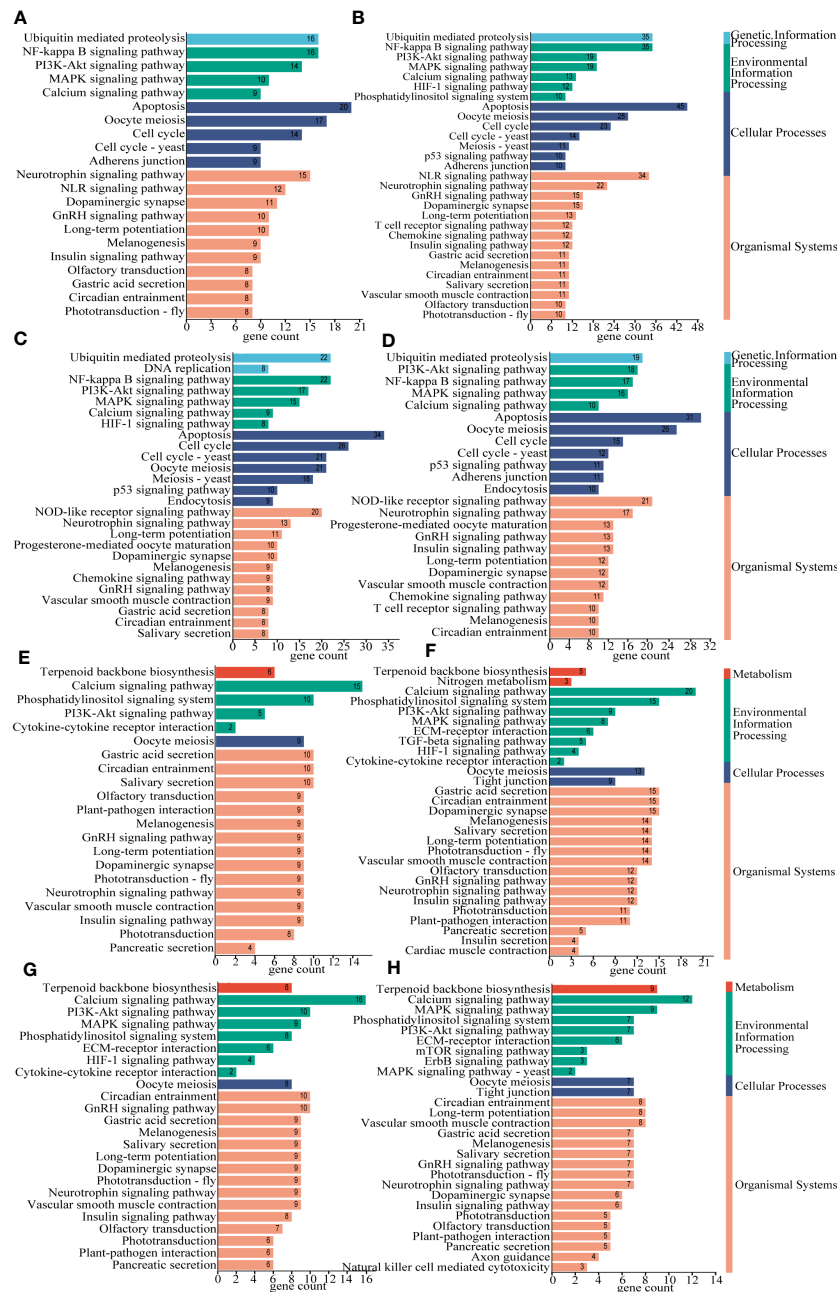 A
Ubiquitin mediated proteolysis 16
NF-kappa B signaling pathway 16
PI3K-Akt signaling pathway 14
MAPK signaling pathway 10
Calcium signaling pathway 9
Apoptosis 20
Oocyte meiosis 17
Cell cycle 14
Cell cycle - yeast 9
Adherens junction 9
Neurotrophin signaling pathway 15
NLR signaling pathway 12
Dopaminergic synapse 11
GnRH signaling pathway 10
Long-term potentiation 10
Melanogenesis 9
Insulin signaling pathway 9
Olfactory transduction 8
Gastric acid secretion 8
Circadian entrainment 8
Phototransduction - fly 8
0 3 6 9 12 15 18 21
gene count
B
Ubiquitin mediated proteolysis 35
NF-kappa B signaling pathway 35
PI3K-Akt signaling pathway 19
MAPK signaling pathway 19
Calcium signaling pathway 13
HIF-1 signaling pathway 12
Phosphatidylinositol signaling system 10
Apoptosis 45
Oocyte meiosis 28
Cell cycle 23
Cell cycle - yeast 14
Meiosis - yeast 11
p53 signaling pathway 10
Adherens junction 10
NLR signaling pathway 34
Neurotrophin signaling pathway 22
GnRH signaling pathway 15
Dopaminergic synapse 15
Long-term potentiation 13
T cell receptor signaling pathway 12
Chemokine signaling pathway 12
Insulin signaling pathway 12
Gastric acid secretion 11
Melanogenesis 11
Circadian entrainment 11
Salivary secretion 11
Vascular smooth muscle contraction 11
Olfactory transduction 10
Phototransduction - fly 10
0 6 12 18 24 30 36 42 48
gene count
Genetic Information
Processing
Environmental
Information
Processing
Cellular Processes
Organismal Systems
C
Ubiquitin mediated proteolysis 22
DNA replication 8
NF-kappa B signaling pathway 22
PI3K-Akt signaling pathway 17
MAPK signaling pathway 15
Calcium signaling pathway 9
HIF-1 signaling pathway 8
Apoptosis 34
Cell cycle 26
Cell cycle - yeast 21
Oocyte meiosis 21
Meiosis - yeast 18
p53 signaling pathway 10
Endocytosis 9
NOD-like receptor signaling pathway 20
Neurotrophin signaling pathway 13
Long-term potentiation 11
Progesterone-mediated oocyte maturation 10
Dopaminergic synapse 10
Melanogenesis 9
Chemokine signaling pathway 9
GnRH signaling pathway 9
Vascular smooth muscle contraction 9
Gastric acid secretion 8
Circadian entrainment 8
Salivary secretion 8
0 5 10 15 20 25 30 35
gene count
D
Ubiquitin mediated proteolysis 19
PI3K-Akt signaling pathway 18
NF-kappa B signaling pathway 17
MAPK signaling pathway 16
Calcium signaling pathway 10
Apoptosis 31
Oocyte meiosis 26
Cell cycle 15
Cell cycle - yeast 12
p53 signaling pathway 11
Adherens junction 11
Endocytosis 10
NOD-like receptor signaling pathway 21
Neurotrophin signaling pathway 17
Progesterone-mediated oocyte maturation 13
GnRH signaling pathway 13
Insulin signaling pathway 13
Long-term potentiation 12
Dopaminergic synapse 12
Vascular smooth muscle contraction 12
Chemokine signaling pathway 11
T cell receptor signaling pathway 10
Melanogenesis 10
Circadian entrainment 10
0 4 8 12 16 20 24 28 32
gene count
Genetic Information
Processing
Environmental
Information
Processing
Cellular Processes
Organismal Systems
E
Terpenoid backbone biosynthesis 6
Calcium signaling pathway 15
Phosphatidylinositol signaling system 10
PI3K-Akt signaling pathway 5
Cytokine-cytokine receptor interaction 2
Oocyte meiosis 9
Gastric acid secretion 10
Circadian entrainment 10
Salivary secretion 10
Olfactory transduction 9
Plant-pathogen interaction 9
Melanogenesis 9
GnRH signaling pathway 9
Long-term potentiation 9
Dopaminergic synapse 9
Phototransduction - fly 9
Neurotrophin signaling pathway 9
Vascular smooth muscle contraction 9
Insulin signaling pathway 9
Phototransduction 8
Pancreatic secretion 4
0 2 4 6 8 10 12 14
gene count
F
Terpenoid backbone biosynthesis 5
Nitrogen metabolism 3
Calcium signaling pathway 20
Phosphatidylinositol signaling system 15
PI3K-Akt signaling pathway 9
MAPK signaling pathway 8
ECM-receptor interaction 6
TGF-beta signaling pathway 5
HIF-1 signaling pathway 4
Cytokine-cytokine receptor interaction 2
Oocyte meiosis 13
Tight junction 9
Gastric acid secretion 15
Circadian entrainment 15
Dopaminergic synapse 15
Melanogenesis 14
Salivary secretion 14
Long-term potentiation 14
Phototransduction - fly 14
Vascular smooth muscle contraction 14
Olfactory transduction 12
GnRH signaling pathway 12
Neurotrophin signaling pathway 12
Insulin signaling pathway 12
Phototransduction 11
Plant-pathogen interaction 11
Pancreatic secretion 5
Insulin secretion 4
Cardiac muscle contraction 4
0 3 6 9 12 15 18 21
gene count
Metabolism
Environmental
Information
Processing
Cellular Processes
Organismal Systems
G
Terpenoid backbone biosynthesis 8
Calcium signaling pathway 16
PI3K-Akt signaling pathway 10
MAPK signaling pathway 9
Phosphatidylinositol signaling system 8
ECM-receptor interaction 6
HIF-1 signaling pathway 4
Cytokine-cytokine receptor interaction 2
Oocyte meiosis 8
Circadian entrainment 10
GnRH signaling pathway 10
Gastric acid secretion 9
Melanogenesis 9
Salivary secretion 9
Long-term potentiation 9
Dopaminergic synapse 9
Phototransduction - fly 9
Neurotrophin signaling pathway 9
Vascular smooth muscle contraction 9
Insulin signaling pathway 8
Olfactory transduction 7
Phototransduction 6
Plant-pathogen interaction 6
Pancreatic secretion 6
0 2 4 6 8 10 12 14 16
gene count
H
Terpenoid backbone biosynthesis 9
Calcium signaling pathway 12
MAPK signaling pathway 9
Phosphatidylinositol signaling system 7
PI3K-Akt signaling pathway 7
ECM-receptor interaction 6
mTOR signaling pathway 3
ErbB signaling pathway 3
MAPK signaling pathway - yeast 2
Oocyte meiosis 7
Tight junction 7
Circadian entrainment 8
Long-term potentiation 8
Vascular smooth muscle contraction 8
Gastric acid secretion 7
Melanogenesis 7
Salivary secretion 7
GnRH signaling pathway 7
Phototransduction - fly 7
Neurotrophin signaling pathway 7
Dopaminergic synapse 6
Insulin signaling pathway 6
Phototransduction 5
Olfactory transduction 5
Plant-pathogen interaction 5
Pancreatic secretion 5
Axon guidance 4
Natural killer cell mediated cytotoxicity 3
0 2 4 6 8 10 12 14
gene count
Metabolism
Environmental
Information
Processing
Cellular Processes
Organismal Systems